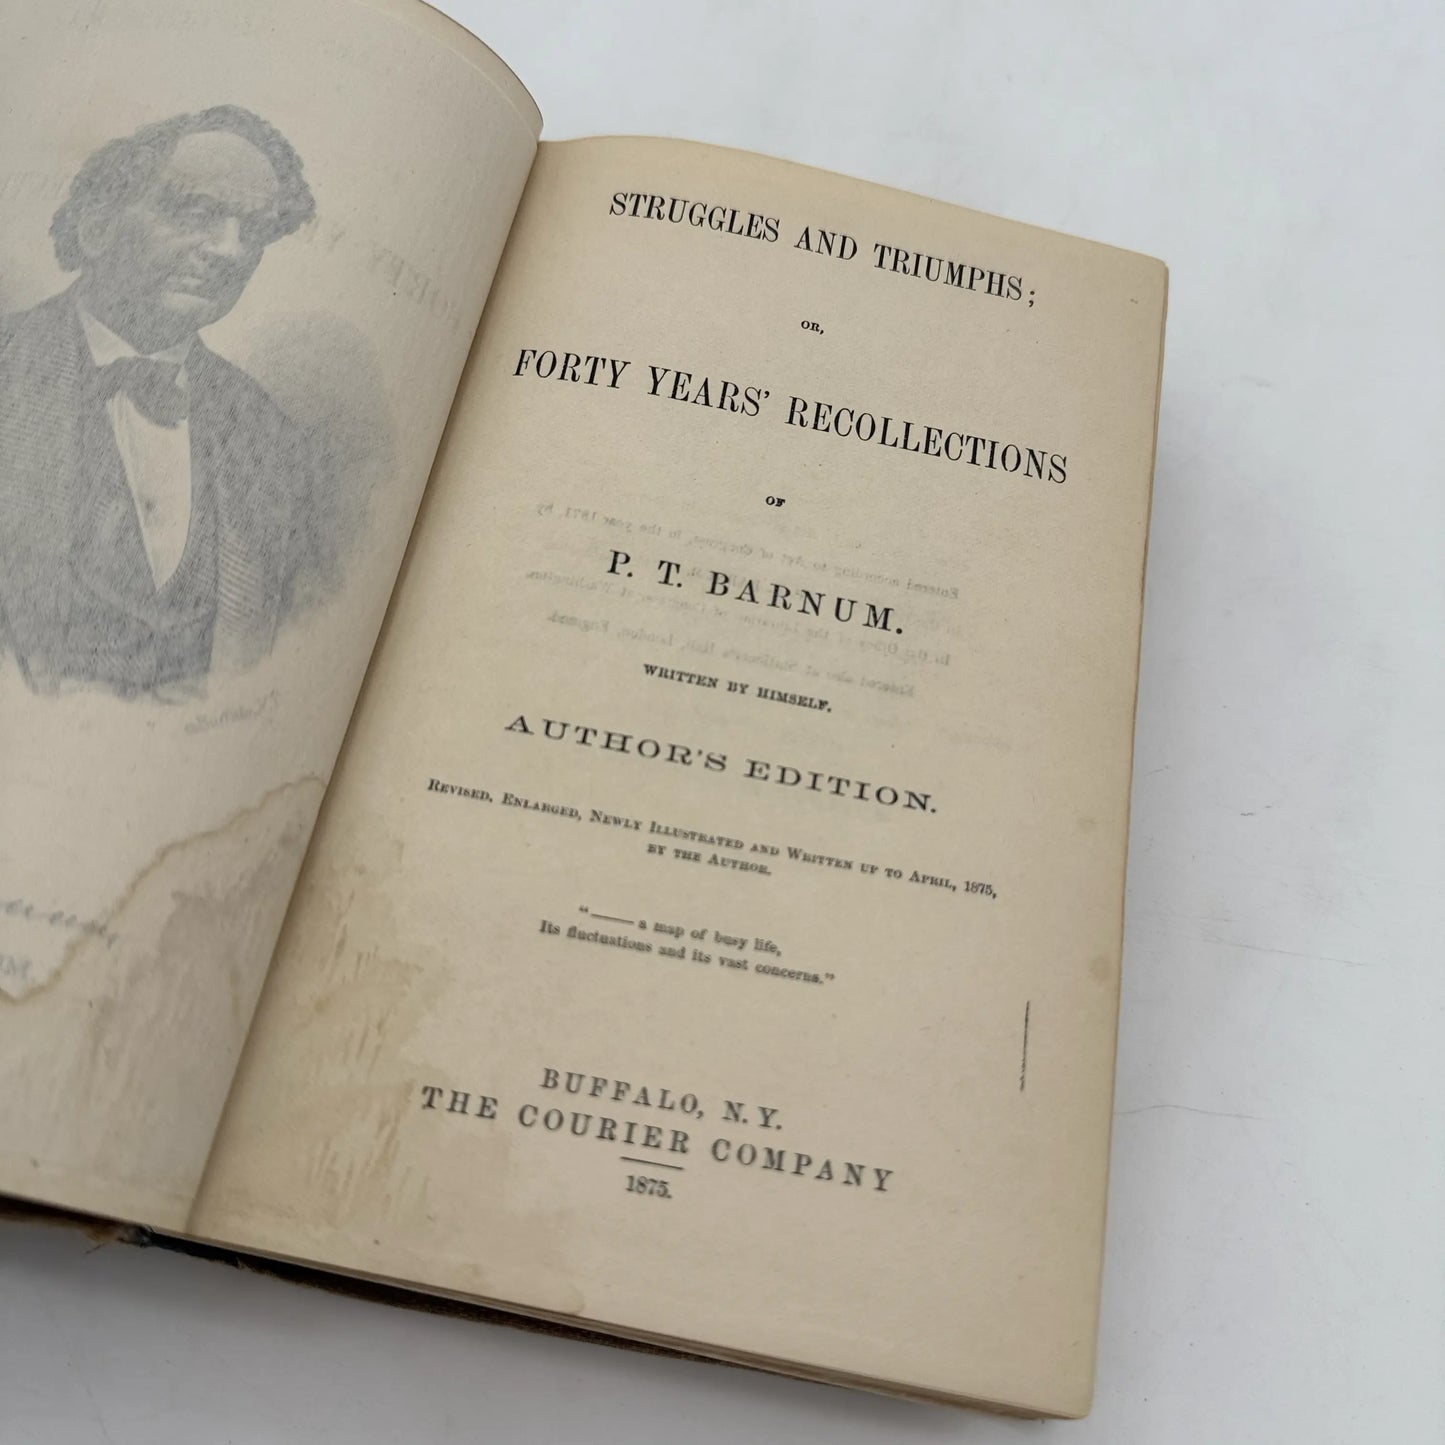 STRUGGLES AND TRIUMPHS;
OR,
FORTY YEARS' RECOLLECTIONS
OF
P. T. BARNUM.
WRITTEN BY HIMSELF.
AUTHOR'S EDITION.
REVISED, ENLARGED, NEWLY ILLUSTRATED AND WRITTEN UP TO APRIL, 1875,
BY THE AUTHOR.
"—— a map of busy life,
Its fluctuations and its vast concerns."
BUFFALO, N. Y.
THE COURIER COMPANY
1875.